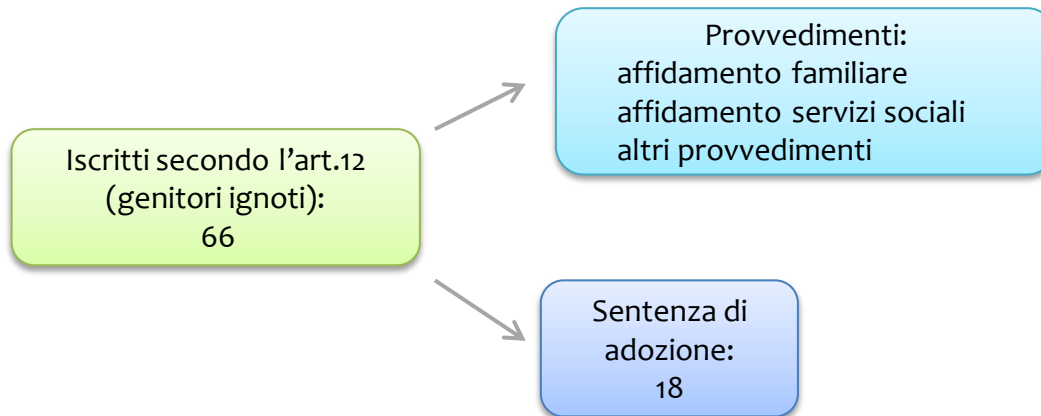 Provvedimenti:
affidamento familiare
affidamento servizi sociali
altri provvedimenti
Iscritti secondo l'art.12
(genitori ignoti):
66
Sentenza di
adozione:
18